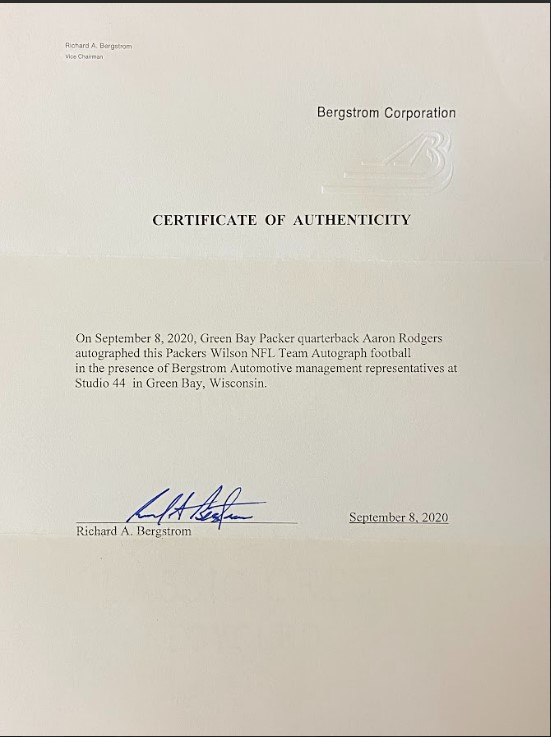 Richard A. Bergstrom
Vice Chairman
Bergstrom Corporation
CERTIFICATE OF AUTHENTICITY
On September 8, 2020, Green Bay Packer quarterback Aaron Rodgers
autographed this Packers Wilson NFL Team Autograph football
in the presence of Bergstrom Automotive management representatives at
Studio 44 in Green Bay, Wisconsin.
September 8, 2020
Richard A. Bergstrom